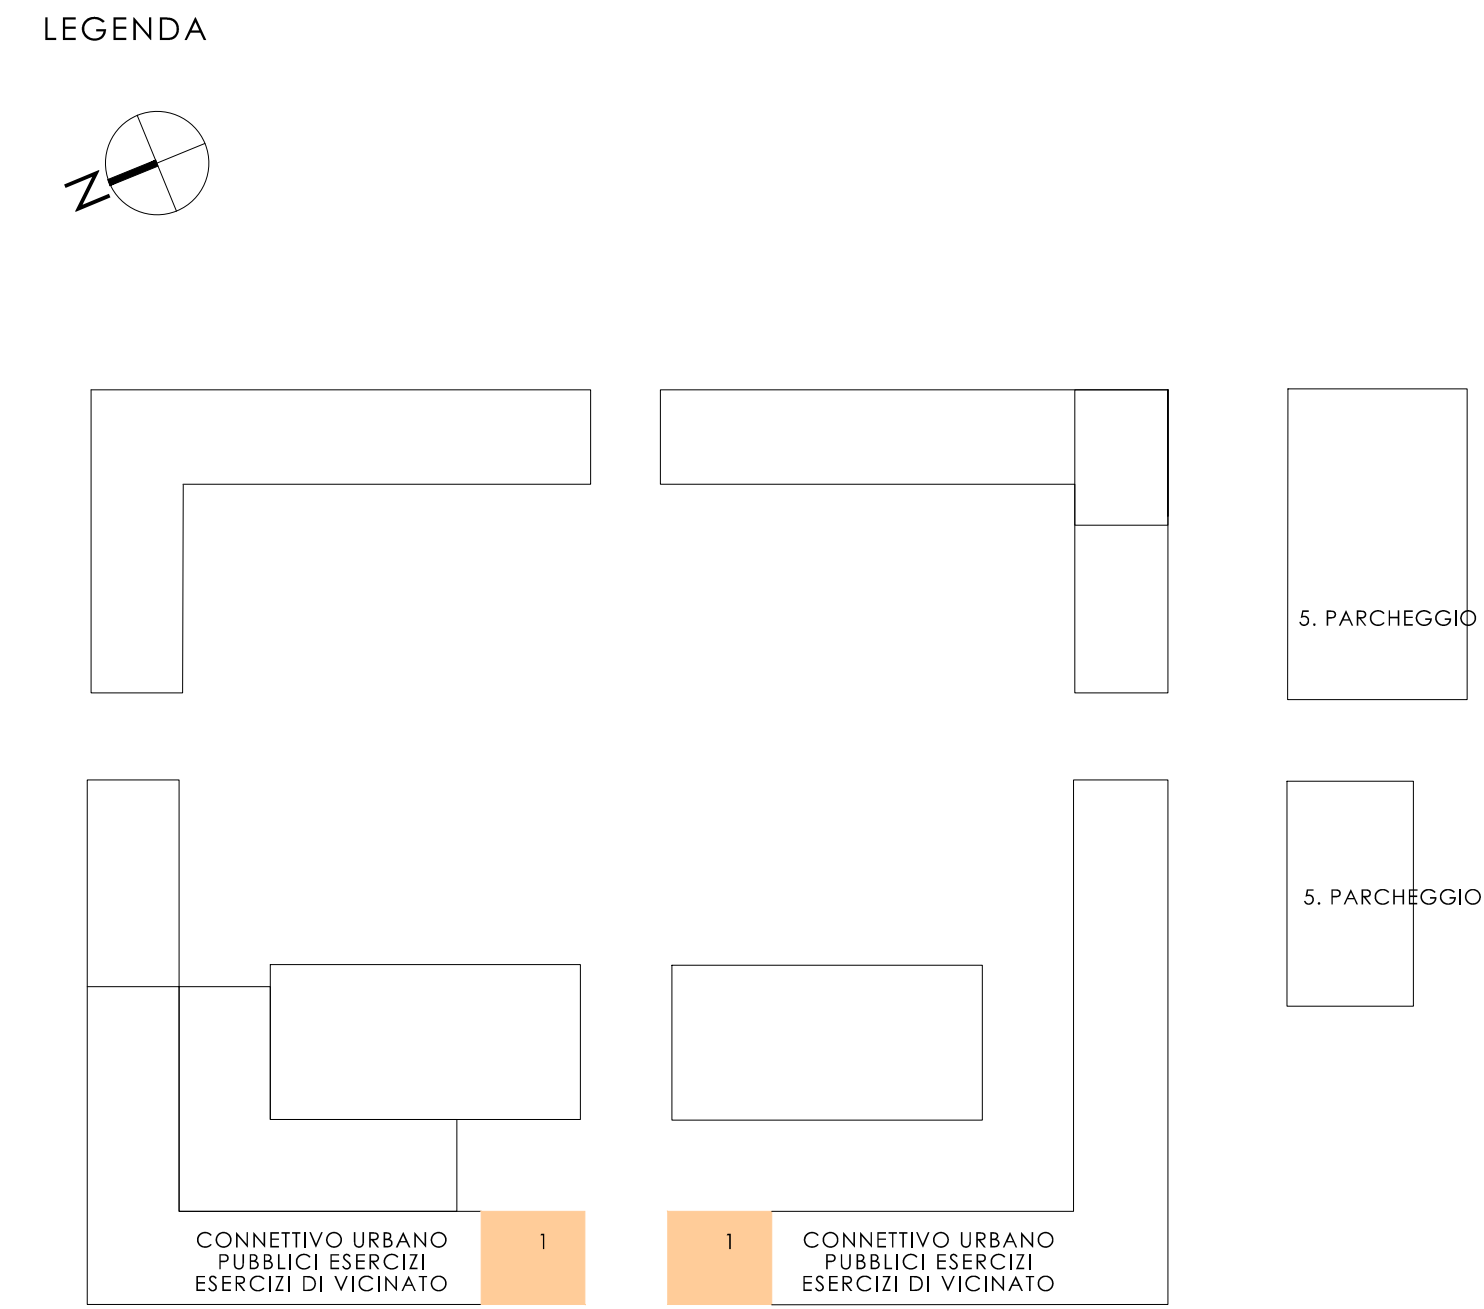 LEGENDA
N
5. PARCHEGGIO
5. PARCHEGGIO
CONNETTIVO URBANO
PUBBLICI ESERCIZI
ESERCIZI DI VICINATO
1
1
CONNETTIVO URBANO
PUBBLICI ESERCIZI
ESERCIZI DI VICINATO